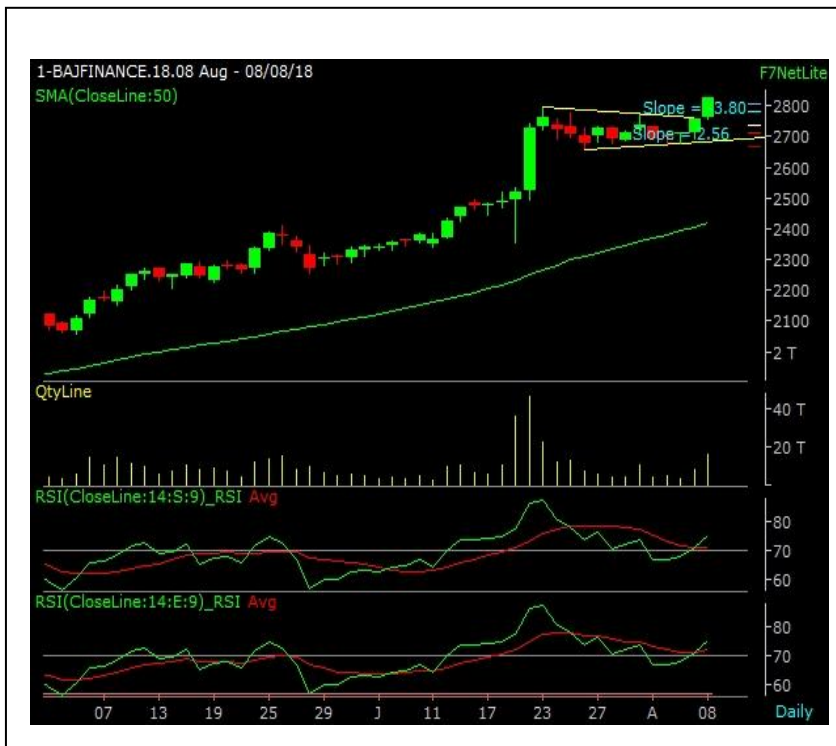 1-BAJFINANCE.18.08 Aug - 08/08/18 F7NetLite
SMA(CloseLine:50)
Slope = 3.80
2800
Slope = 2.56
2700
2600
2500
2400
2300
2200
2100
2 T
QtyLine
40 T
20 T
RSI(CloseLine:14:S:9)_RSI Avg
80
70
60
RSI(CloseLine:14:E:9)_RSI Avg
80
70
60
07 13 19 25 29 J 11 17 23 27 A 08 Daily